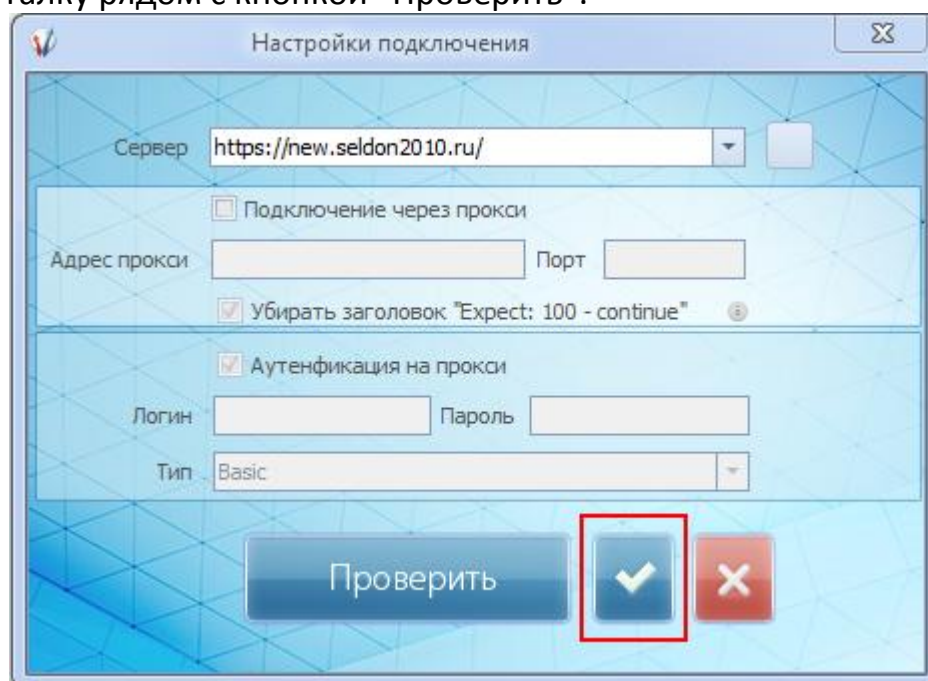 талку рядом с кнопкой "Проверить".
Настройки подключения
Сервер https://new.seldon2010.ru/
Подключение через прокси
Адрес прокси Порт
Убирать заголовок "Expect: 100 - continue"
Аутенфикация на прокси
Логин Пароль
Тип Basic
Проверить